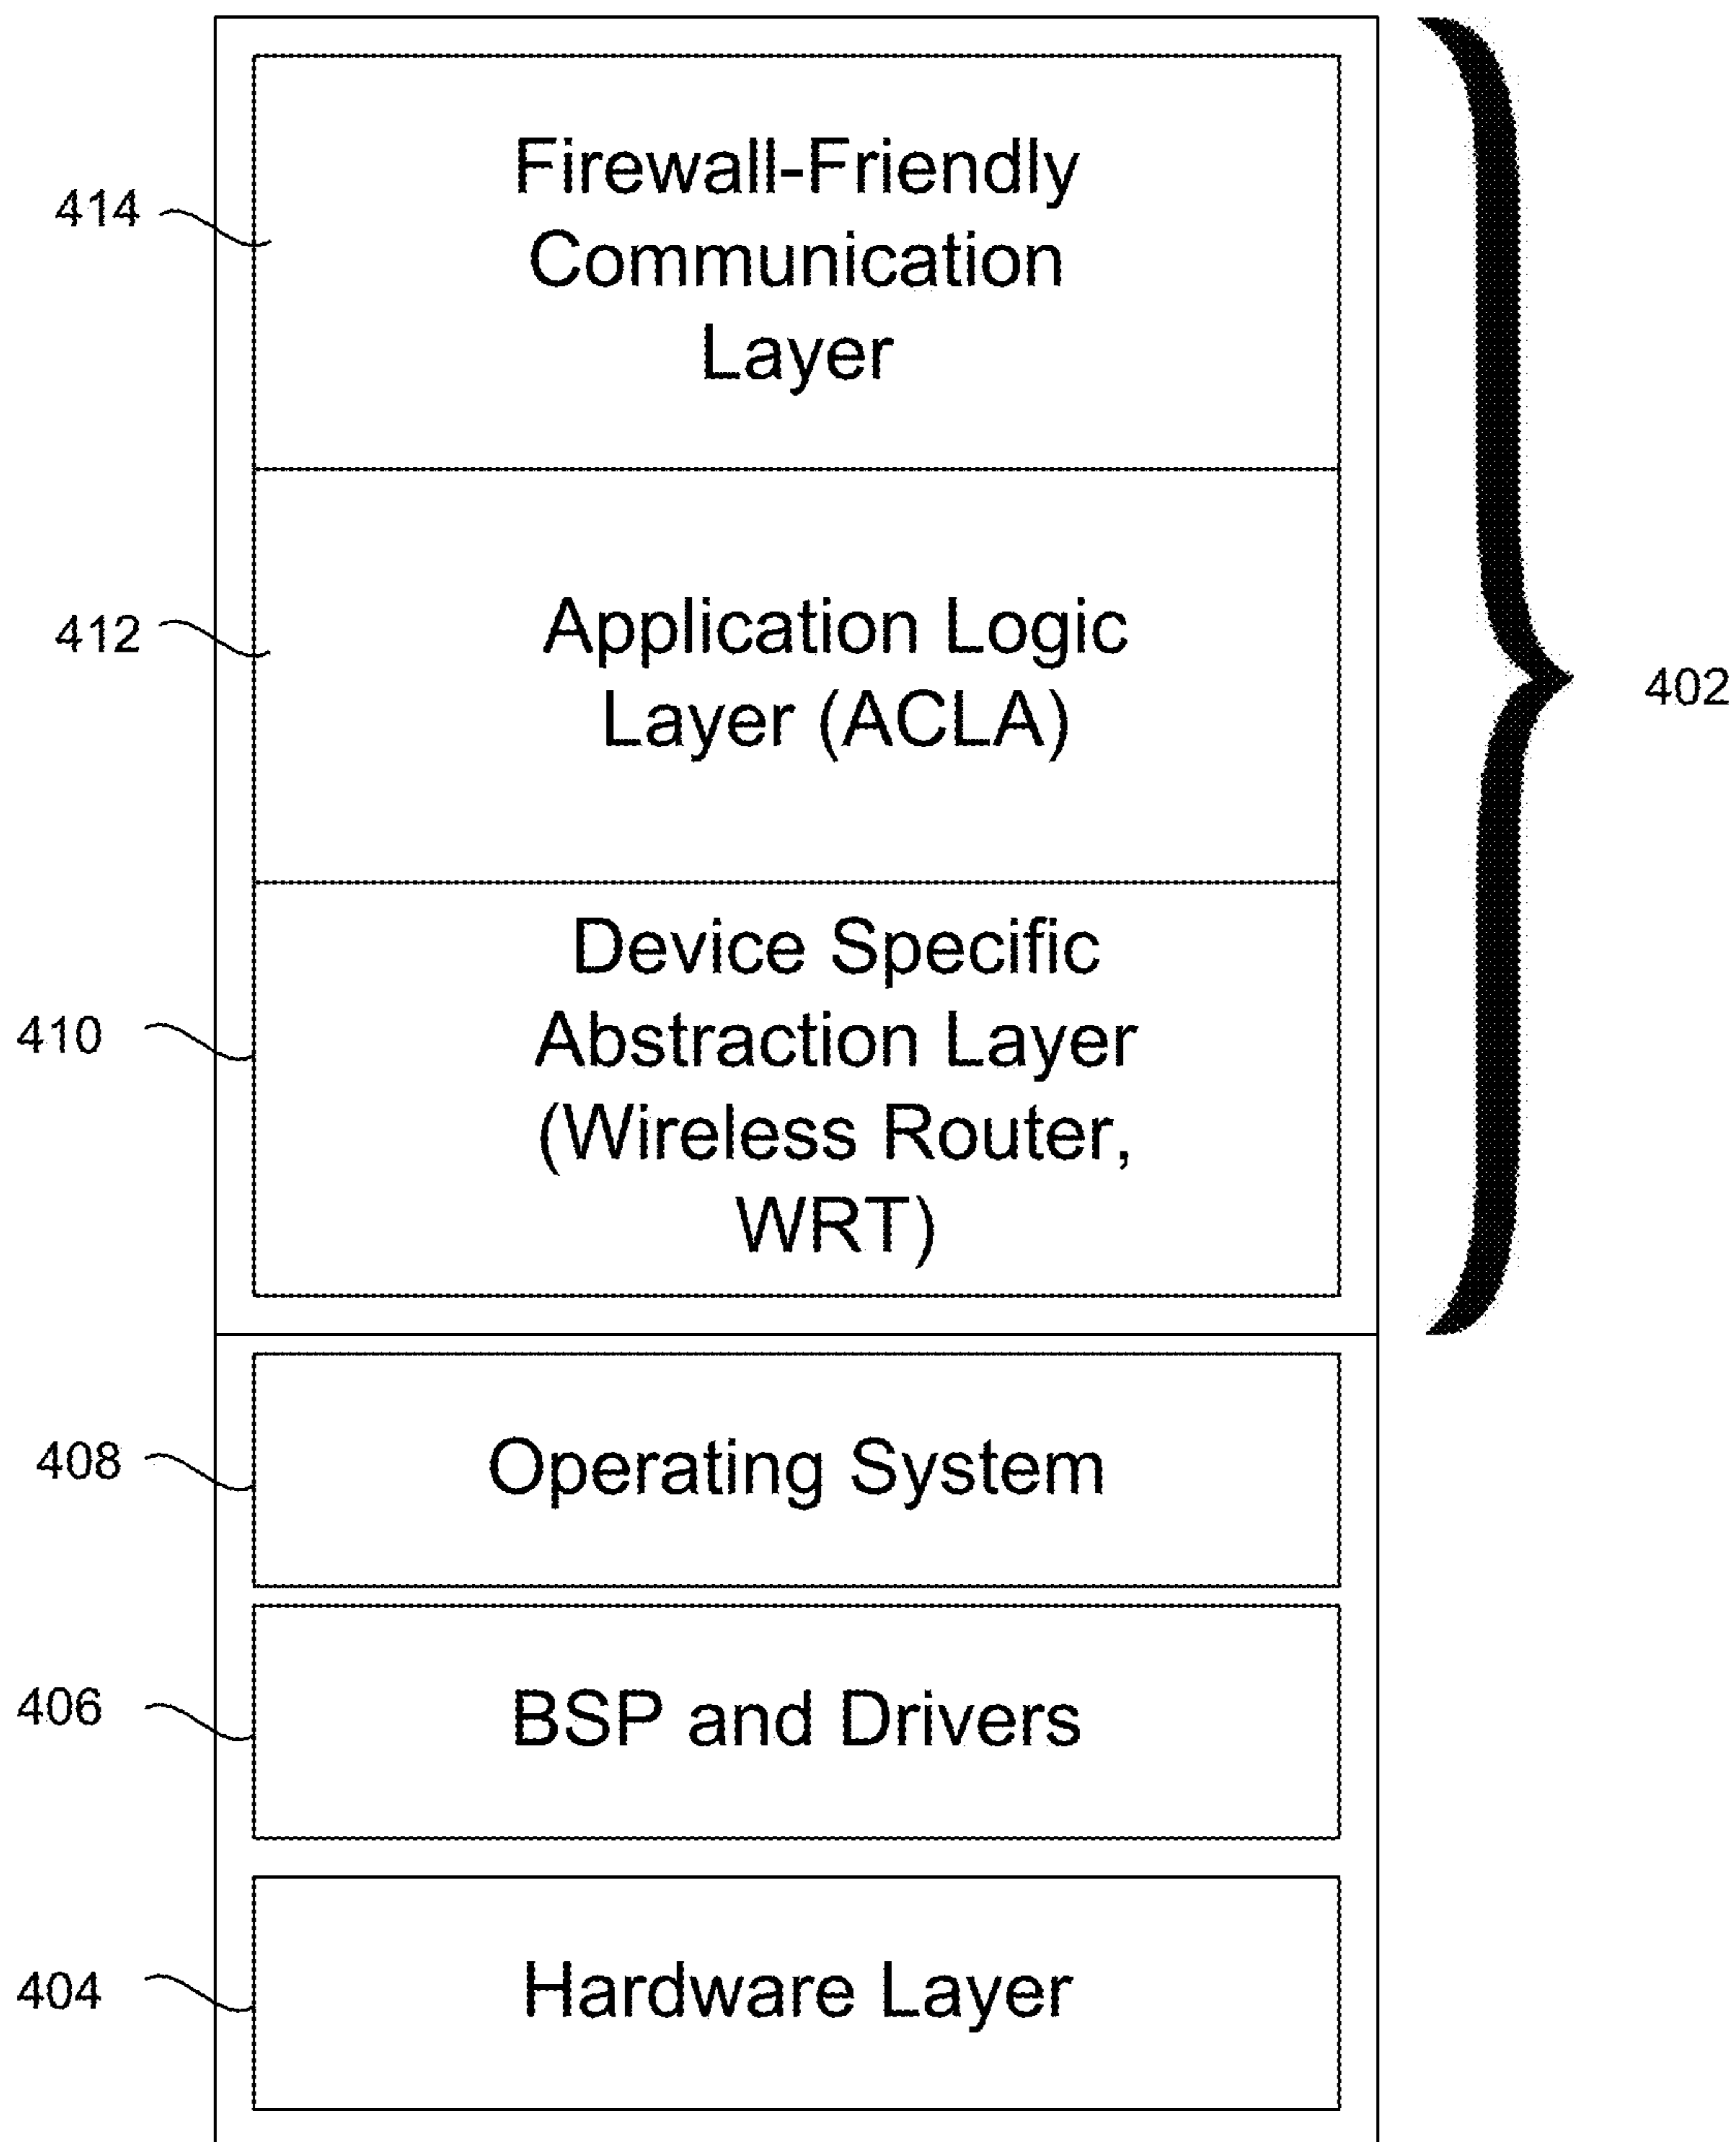 Firewall-Friendly
Communication
Layer
414
Application Logic
Layer (ACLA)
412
402
Device Specific
Abstraction Layer
(Wireless Router,
WRT)
410
Operating System
408
BSP and Drivers
406
Hardware Layer
404